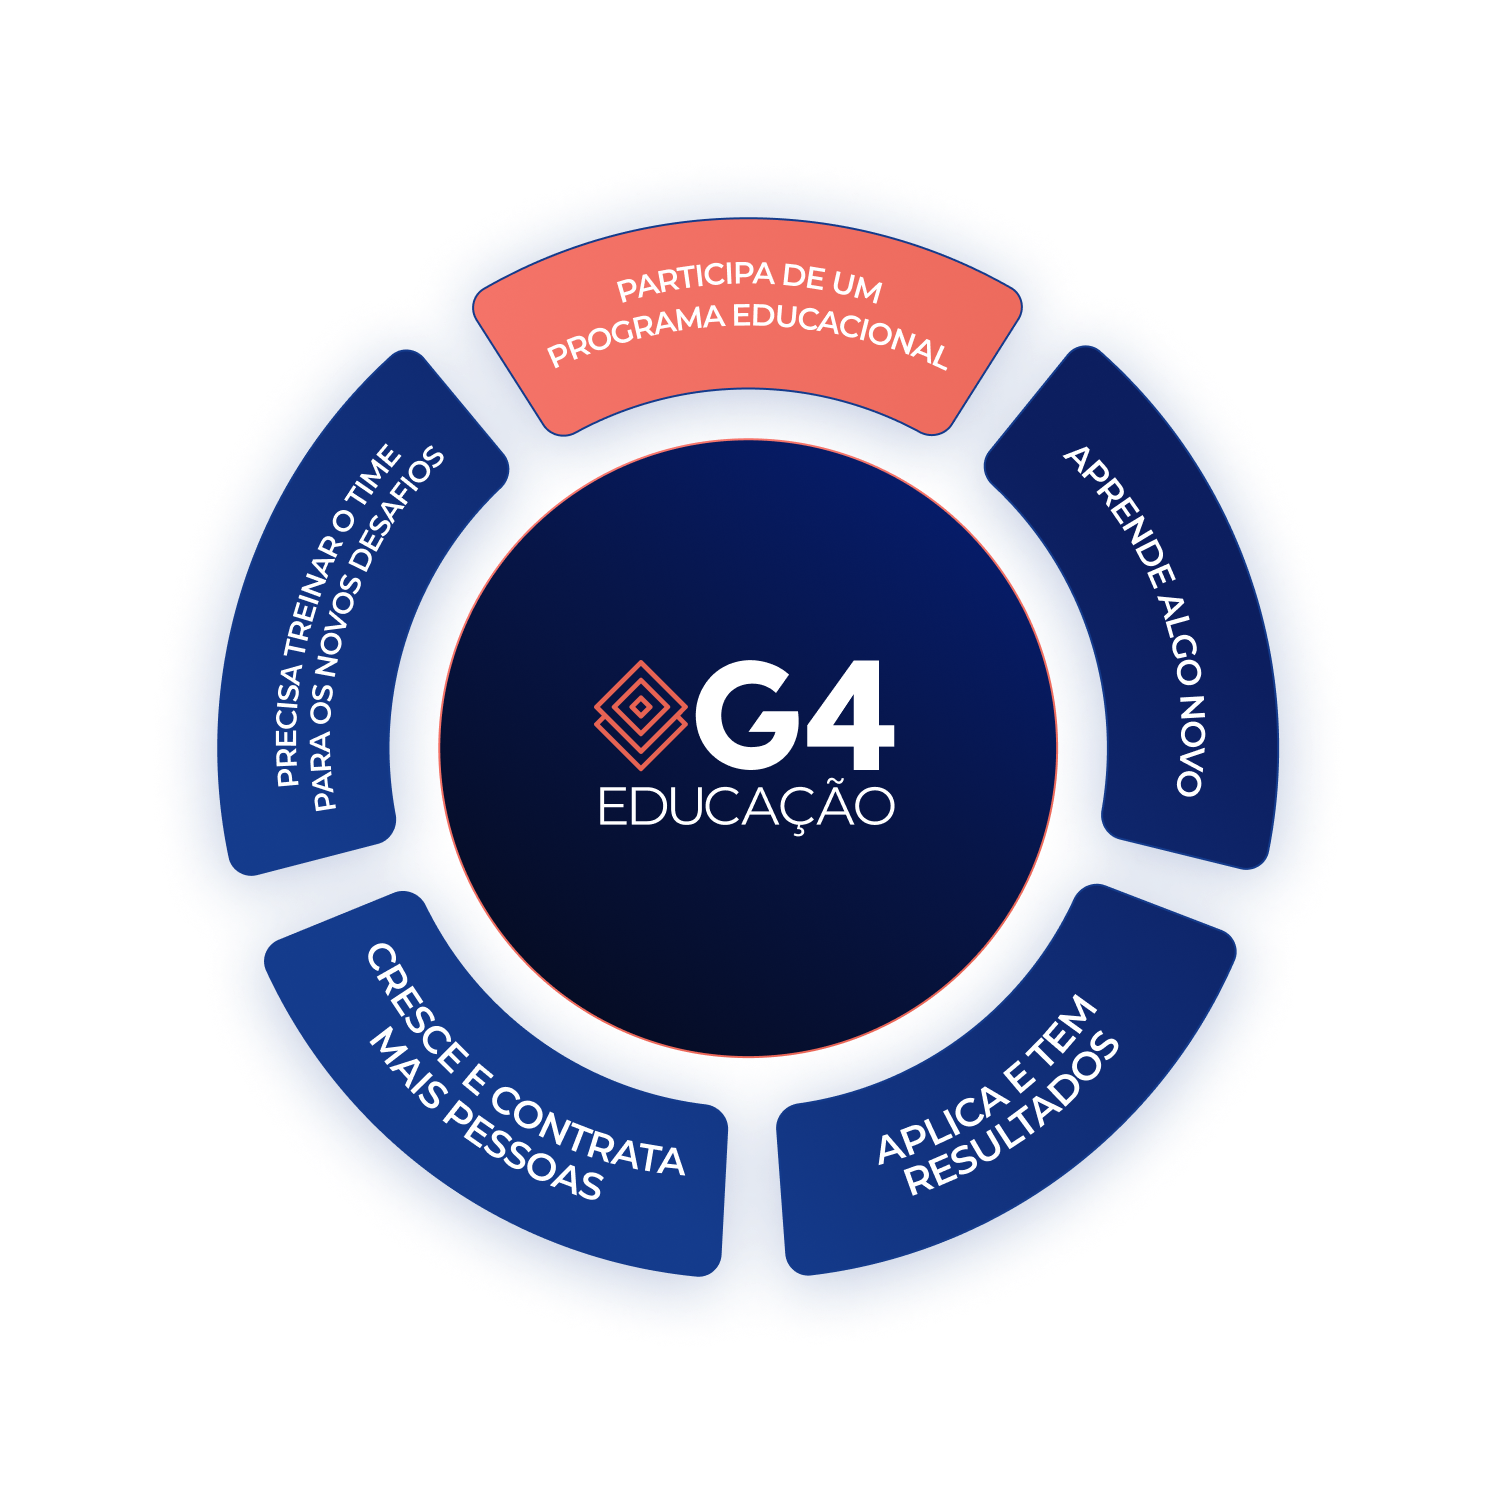 PARTICIPA DE UM
PROGRAMA EDUCACIONAL
APRENDE ALGO NOVO
APLICA E TEM
RESULTADOS
CRESCE E CONTRATA
MAIS PESSOAS
PRECISA TREINAR O TIME
PARA OS NOVOS DESAFIOS
G4
EDUCAÇÃO